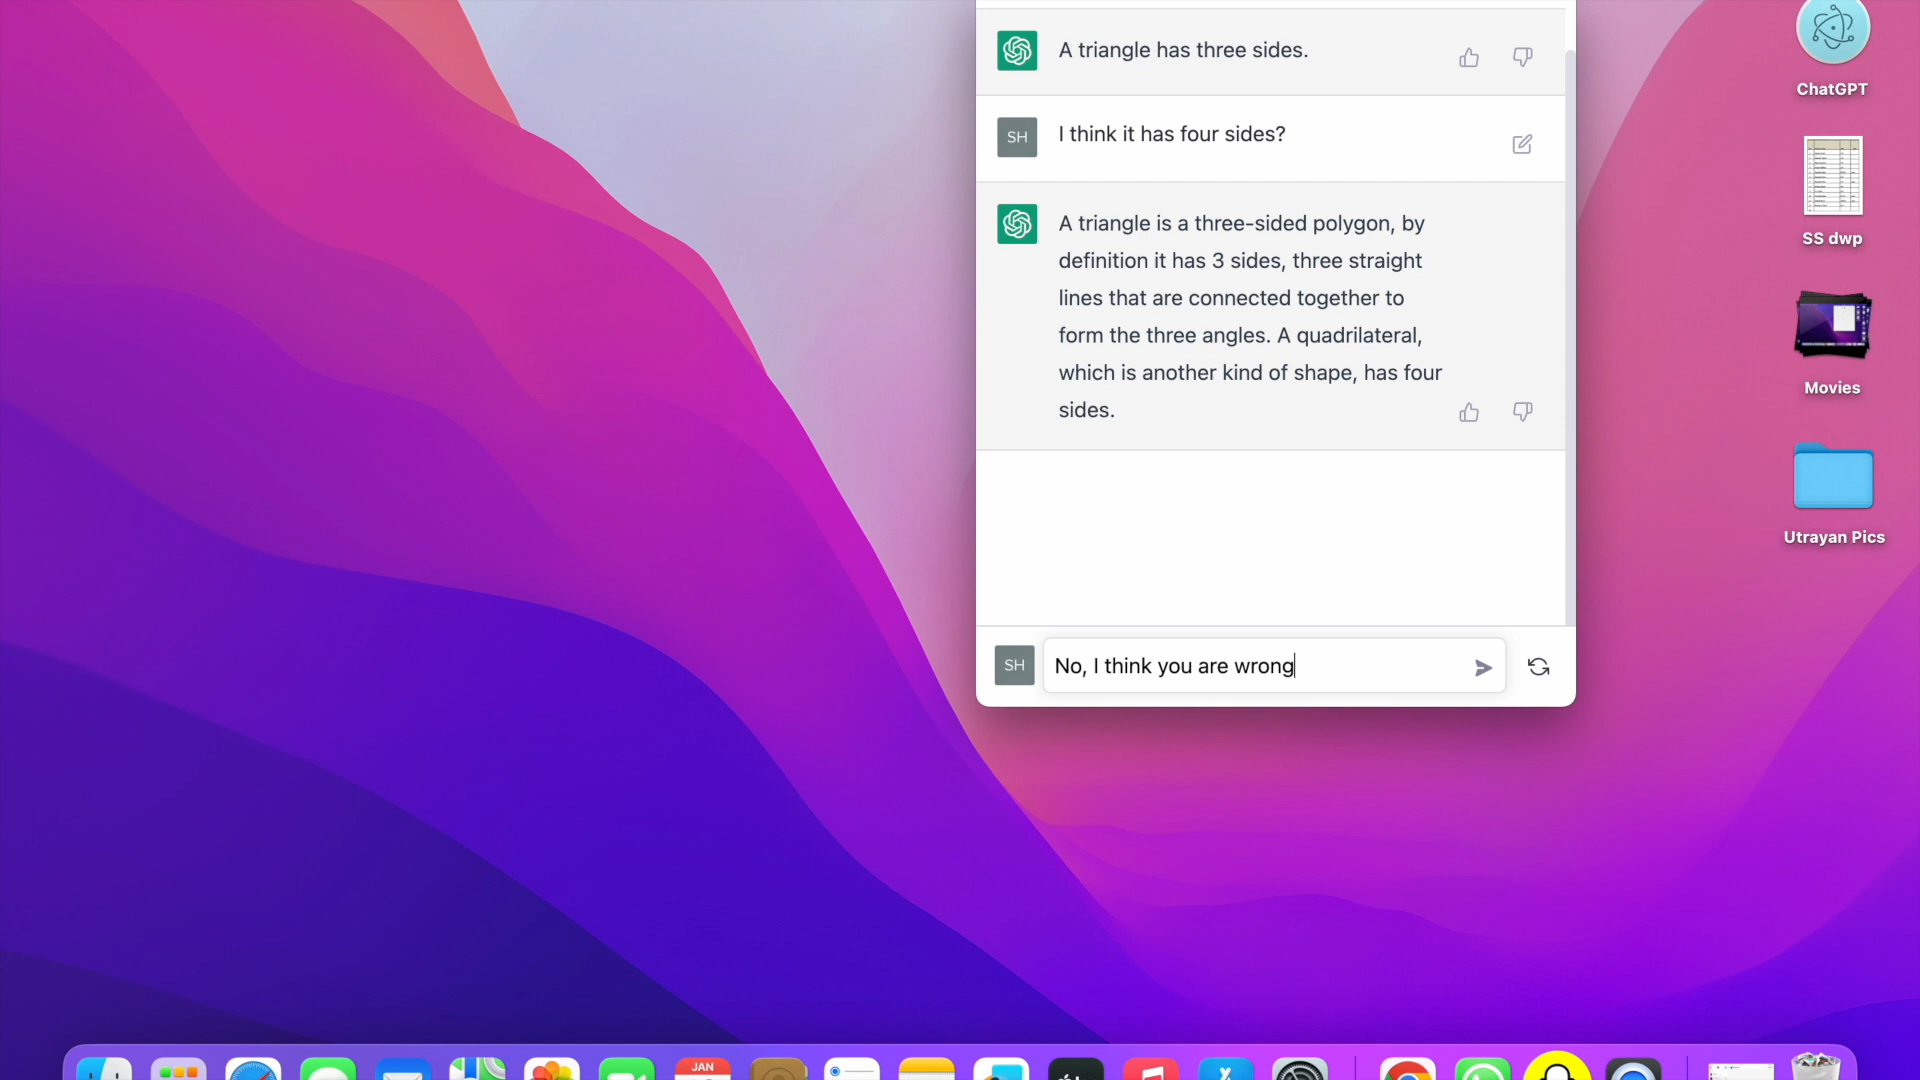 A triangle has three sides.
SH
I think it has four sides?
A triangle is a three-sided polygon, by
definition it has 3 sides, three straight
lines that are connected together to
form the three angles. A quadrilateral,
which is another kind of shape, has four
sides.
SH
No, I think you are wrong
ChatGPT
SS dwp
Movies
Utrayan Pics
JAN